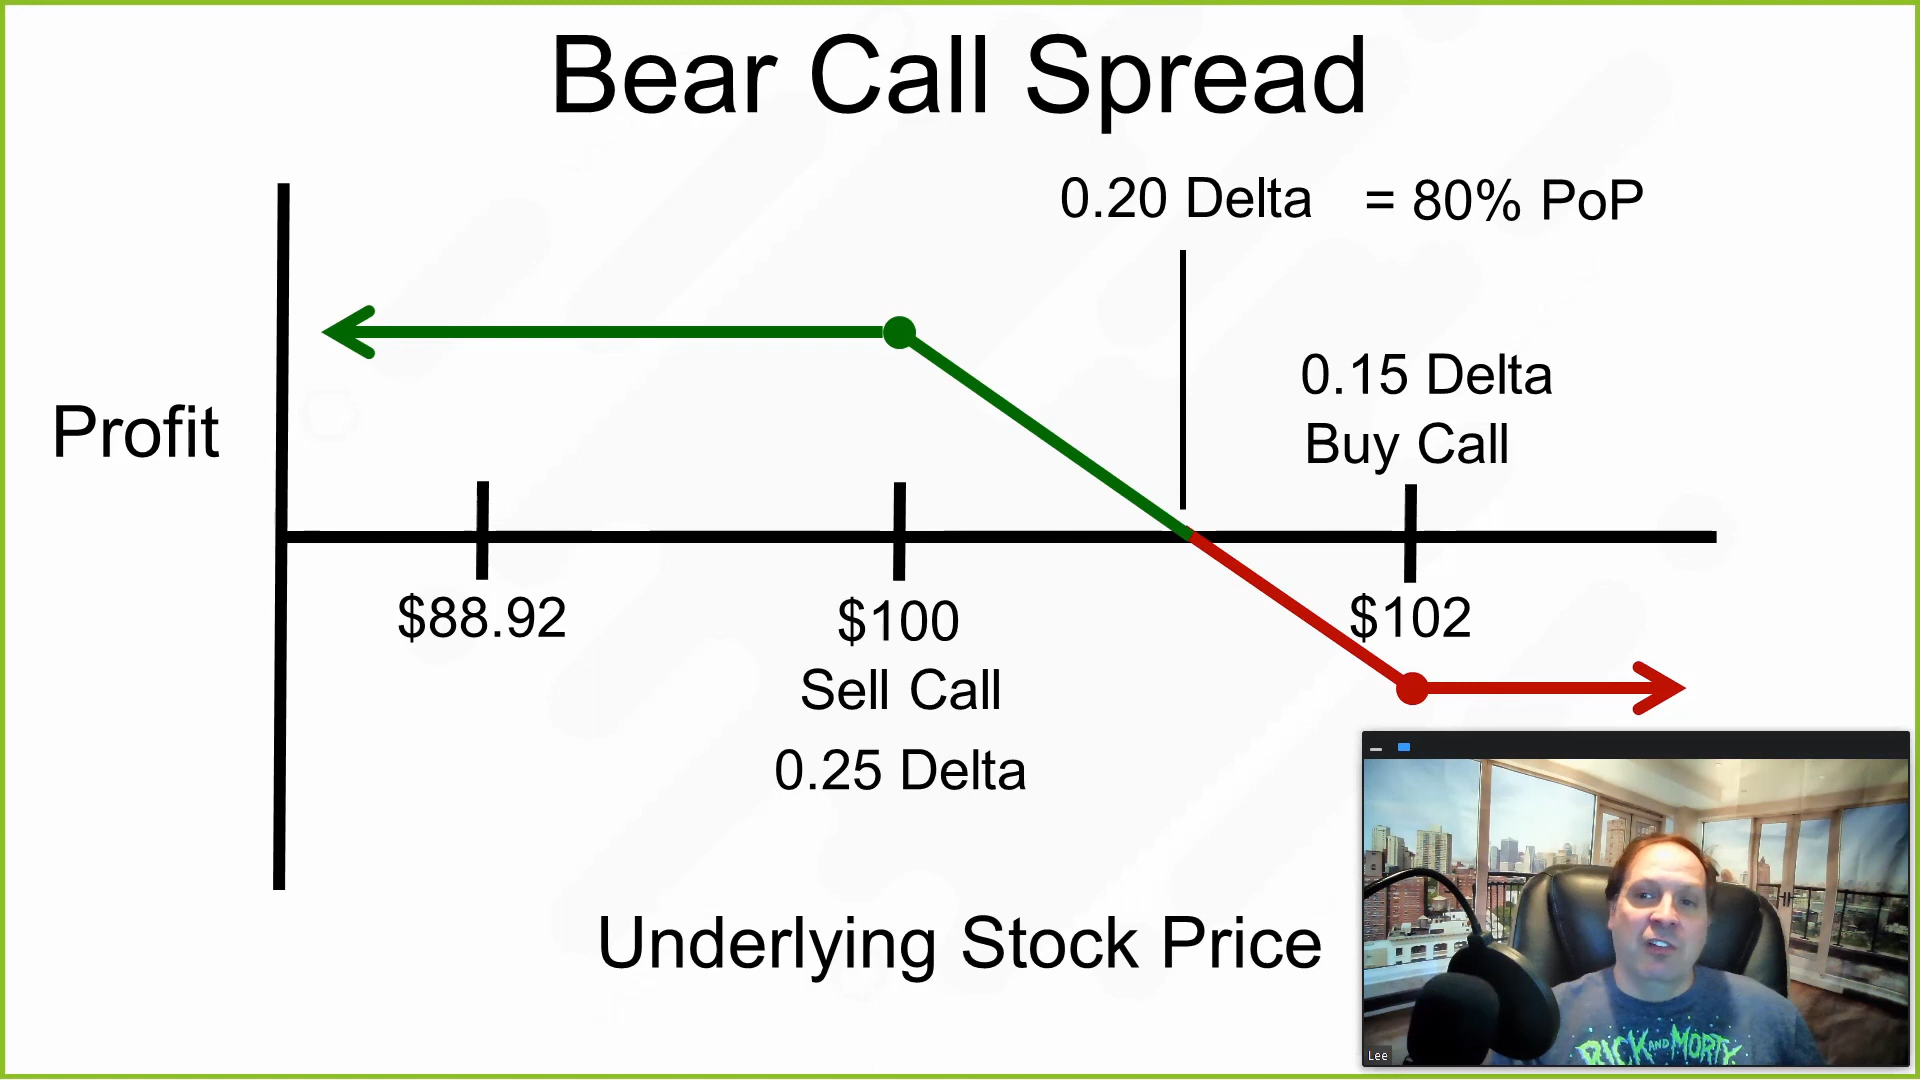 Bear Call Spread
0.20 Delta = 80% PoP
0.15 Delta
Buy Call
Profit
$88.92
$100
$102
Sell Call
0.25 Delta
Underlying Stock Price
Lee
RICK AND MORTY